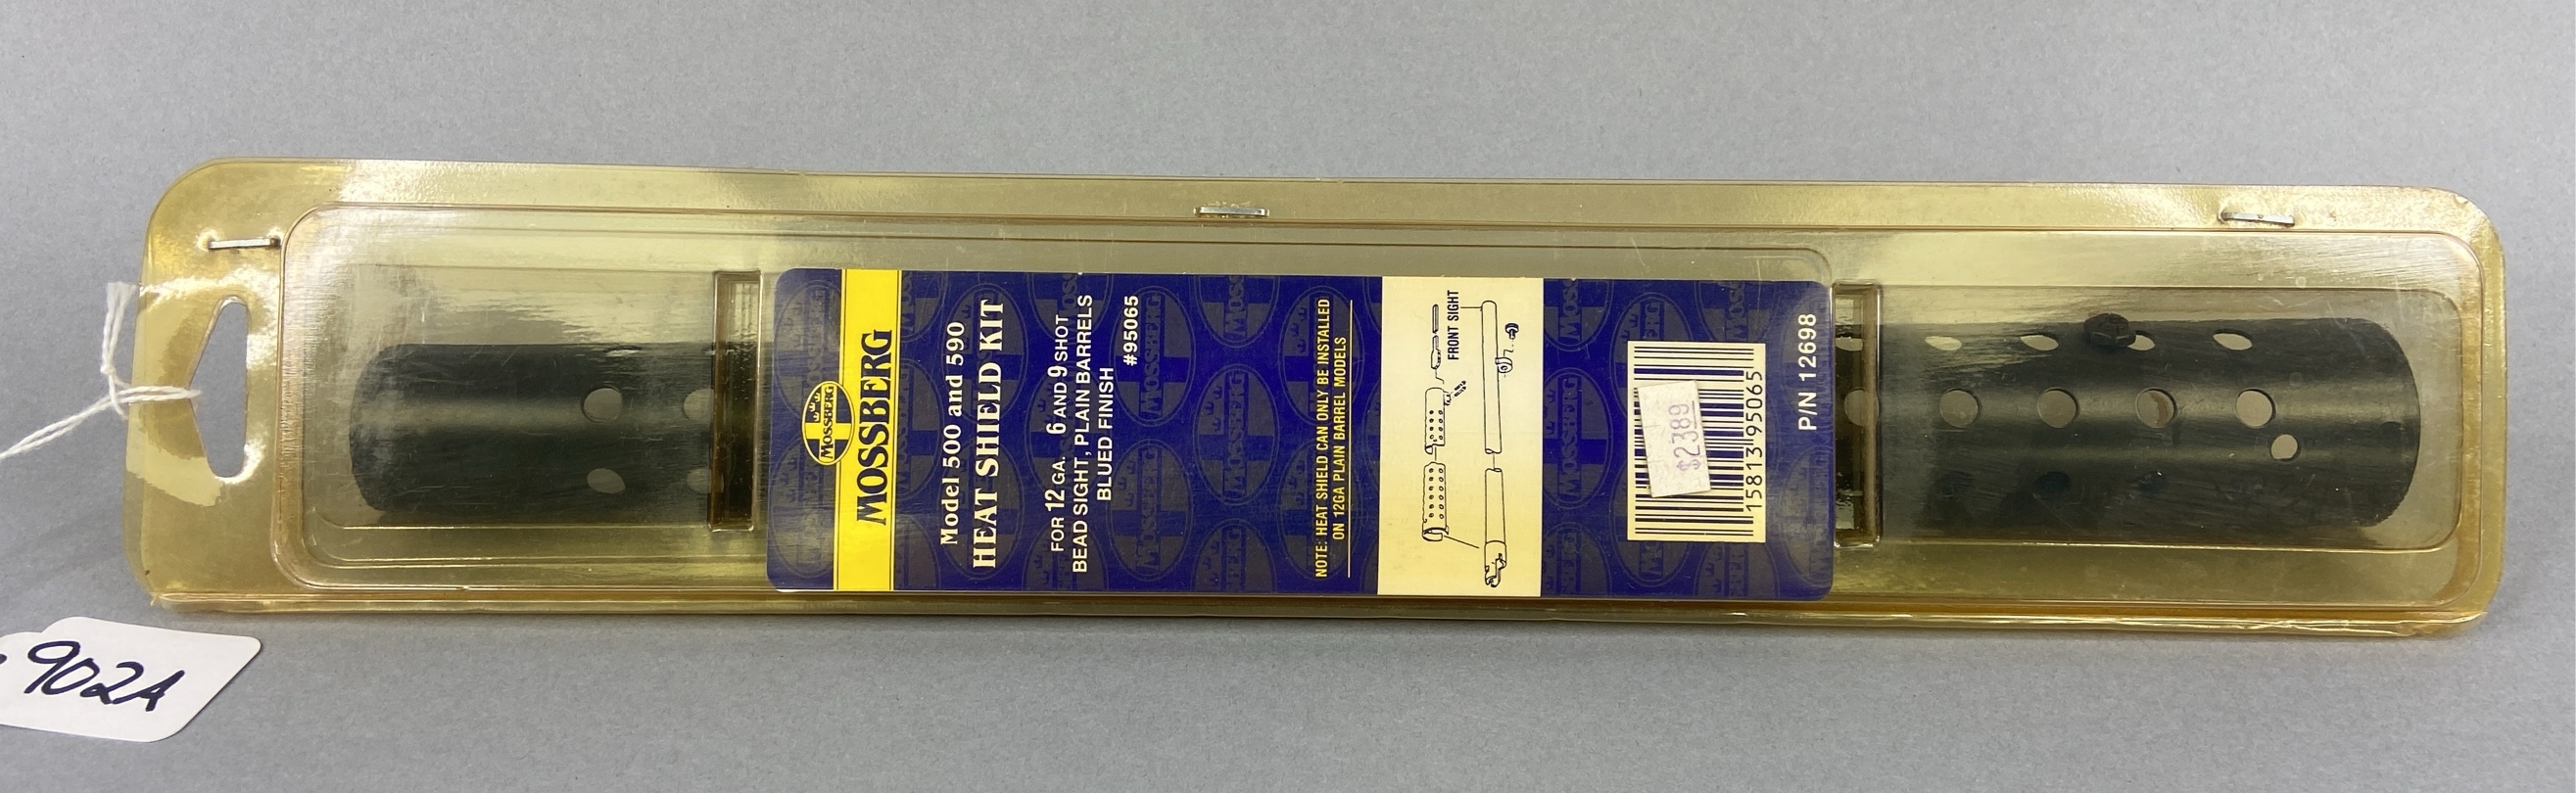 MOSSBERG
MOSSBERG
Model 500 and 590
HEAT SHIELD KIT
FOR 12 GA. 6 AND 9 SHOT
BEAD SIGHT, PLAIN BARRELS
BLUED FINISH
#95065
NOTE: HEAT SHIELD CAN ONLY BE INSTALLED
ON 12GA PLAIN BARREL MODELS
FRONT SIGHT
$2389
15813 95065
P/N 12698
902A